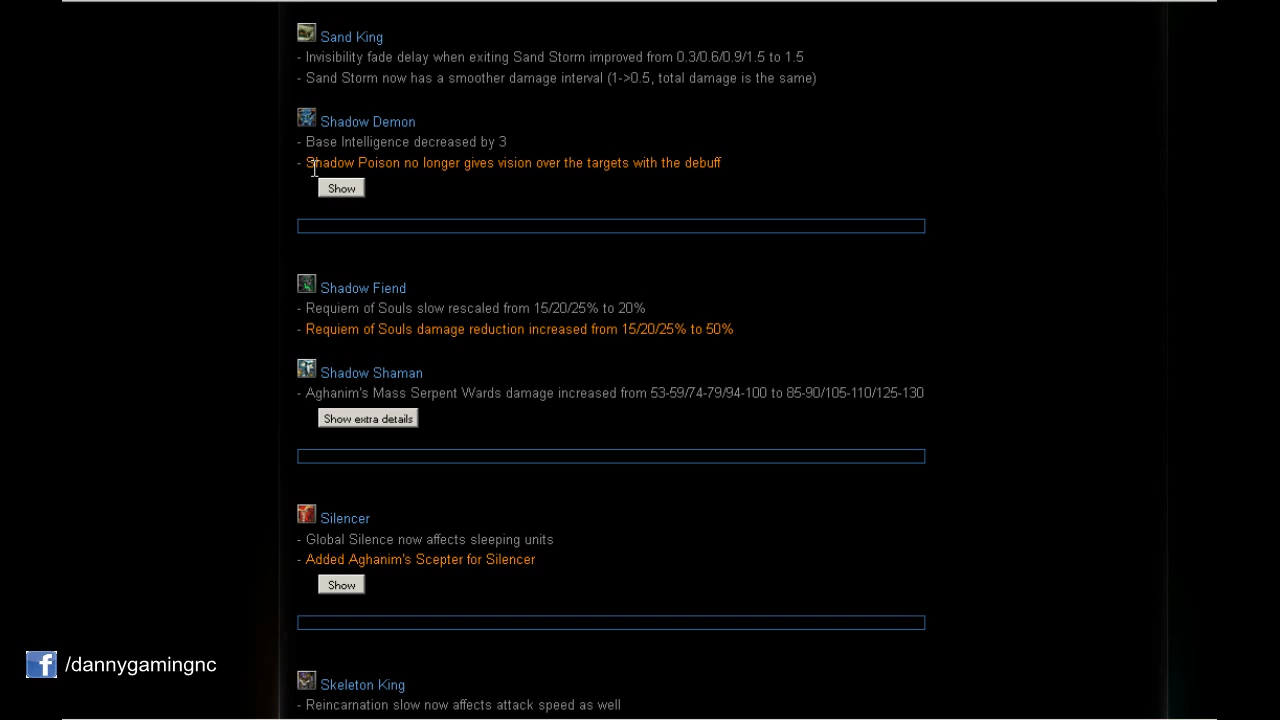 Sand King
- Invisibility fade delay when exiting Sand Storm improved from 0.3/0.6/0.9/1.5 to 1.5
- Sand Storm now has a smoother damage interval (1->0.5, total damage is the same)
Shadow Demon
- Base Intelligence decreased by 3
- Shadow Poison no longer gives vision over the targets with the debuff
Show
Shadow Fiend
- Requiem of Souls slow rescaled from 15/20/25% to 20%
- Requiem of Souls damage reduction increased from 15/20/25% to 50%
Shadow Shaman
- Aghanim's Mass Serpent Wards damage increased from 53-59/74-79/94-100 to 85-90/105-110/125-130
Show extra details
Silencer
- Global Silence now affects sleeping units
- Added Aghanim's Scepter for Silencer
Show
f /dannygamingnc
Skeleton King
- Reincarnation slow now affects attack speed as well